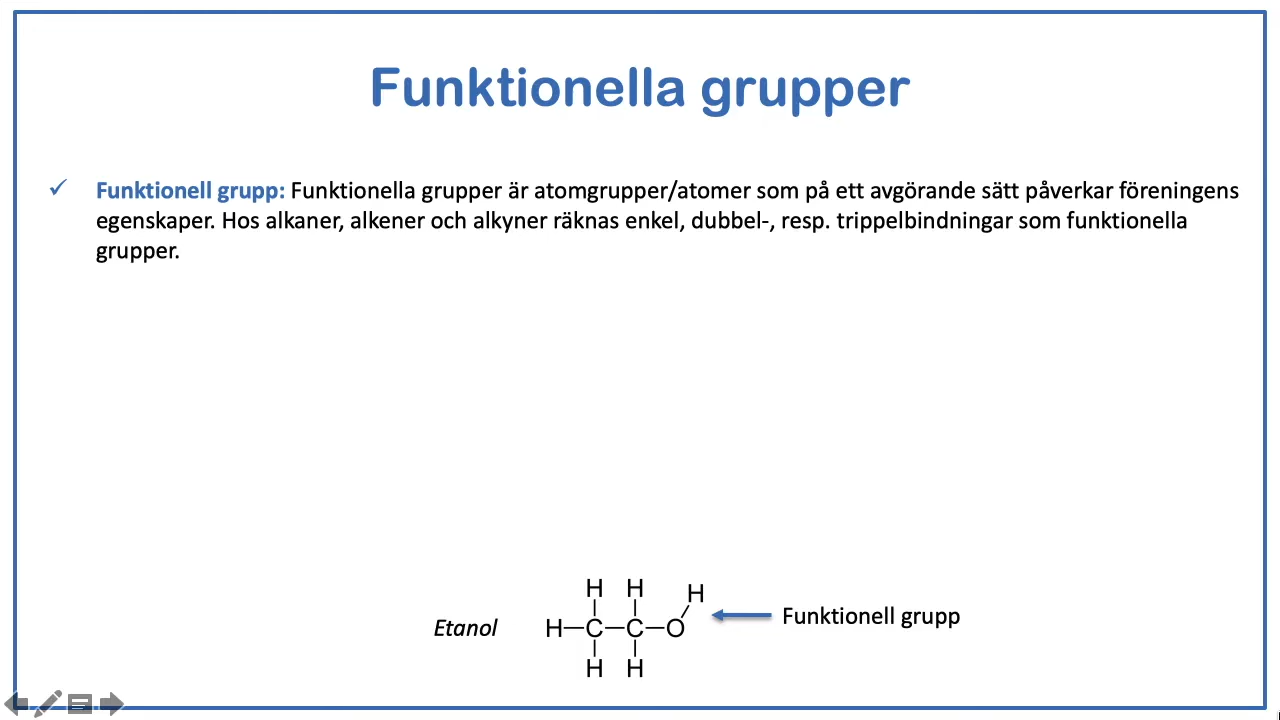 Funktionella grupper
✓ Funktionell grupp: Funktionella grupper är atomgrupper/atomer som på ett avgörande sätt påverkar föreningens
egenskaper. Hos alkaner, alkener och alkyner räknas enkel, dubbel-, resp. trippelbindningar som funktionella
grupper.
H H H
Funktionell grupp
Etanol H—C—C—O
H H